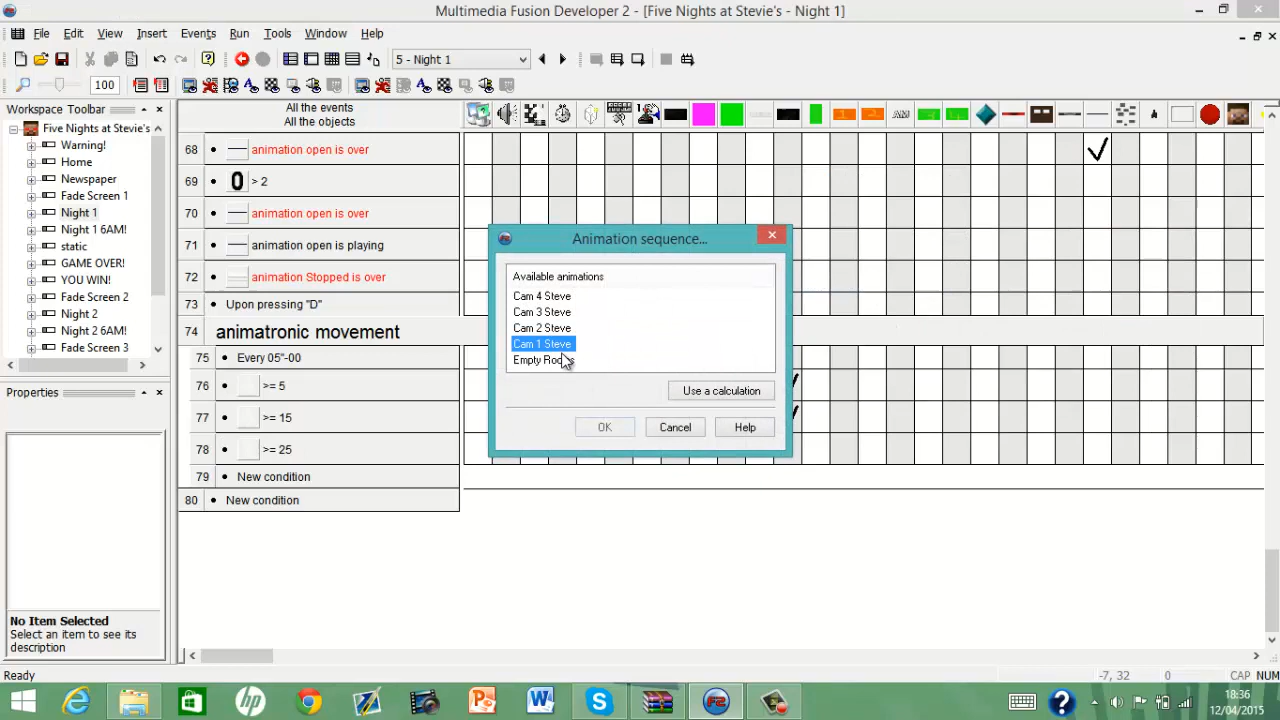 Multimedia Fusion Developer 2 - [Five Nights at Stevie's - Night 1]
File Edit View Insert Events Run Tools Window Help
5 - Night 1
100
Workspace Toolbar
Five Nights at Stevie's
Warning!
Home
Newspaper
Fade Screen 1
Night 1
Night 1 6AM!
static
GAME OVER!
YOU WIN!
Fade Screen 2
Night 2
Night 2 6AM!
Fade Screen 3
Properties
No Item Selected
Select an item to see its
description
All the events
All the objects
68 • animation open is over
69 • 0 > 2
70 • animation open is over
71 • animation open is playing
72 • animation Stopped is over
73 • Upon pressing "D"
74 animatronic movement
75 • Every 05"-00
76 • >= 5
77 • >= 15
78 • >= 25
79 • New condition
80 • New condition
Animation sequence...
Available animations
Cam 4 Steve
Cam 3 Steve
Cam 2 Steve
Cam 1 Steve
Use a calculation
OK Cancel Help
Ready
-7, 32 0 CAP NUM
18:36
12/04/2015